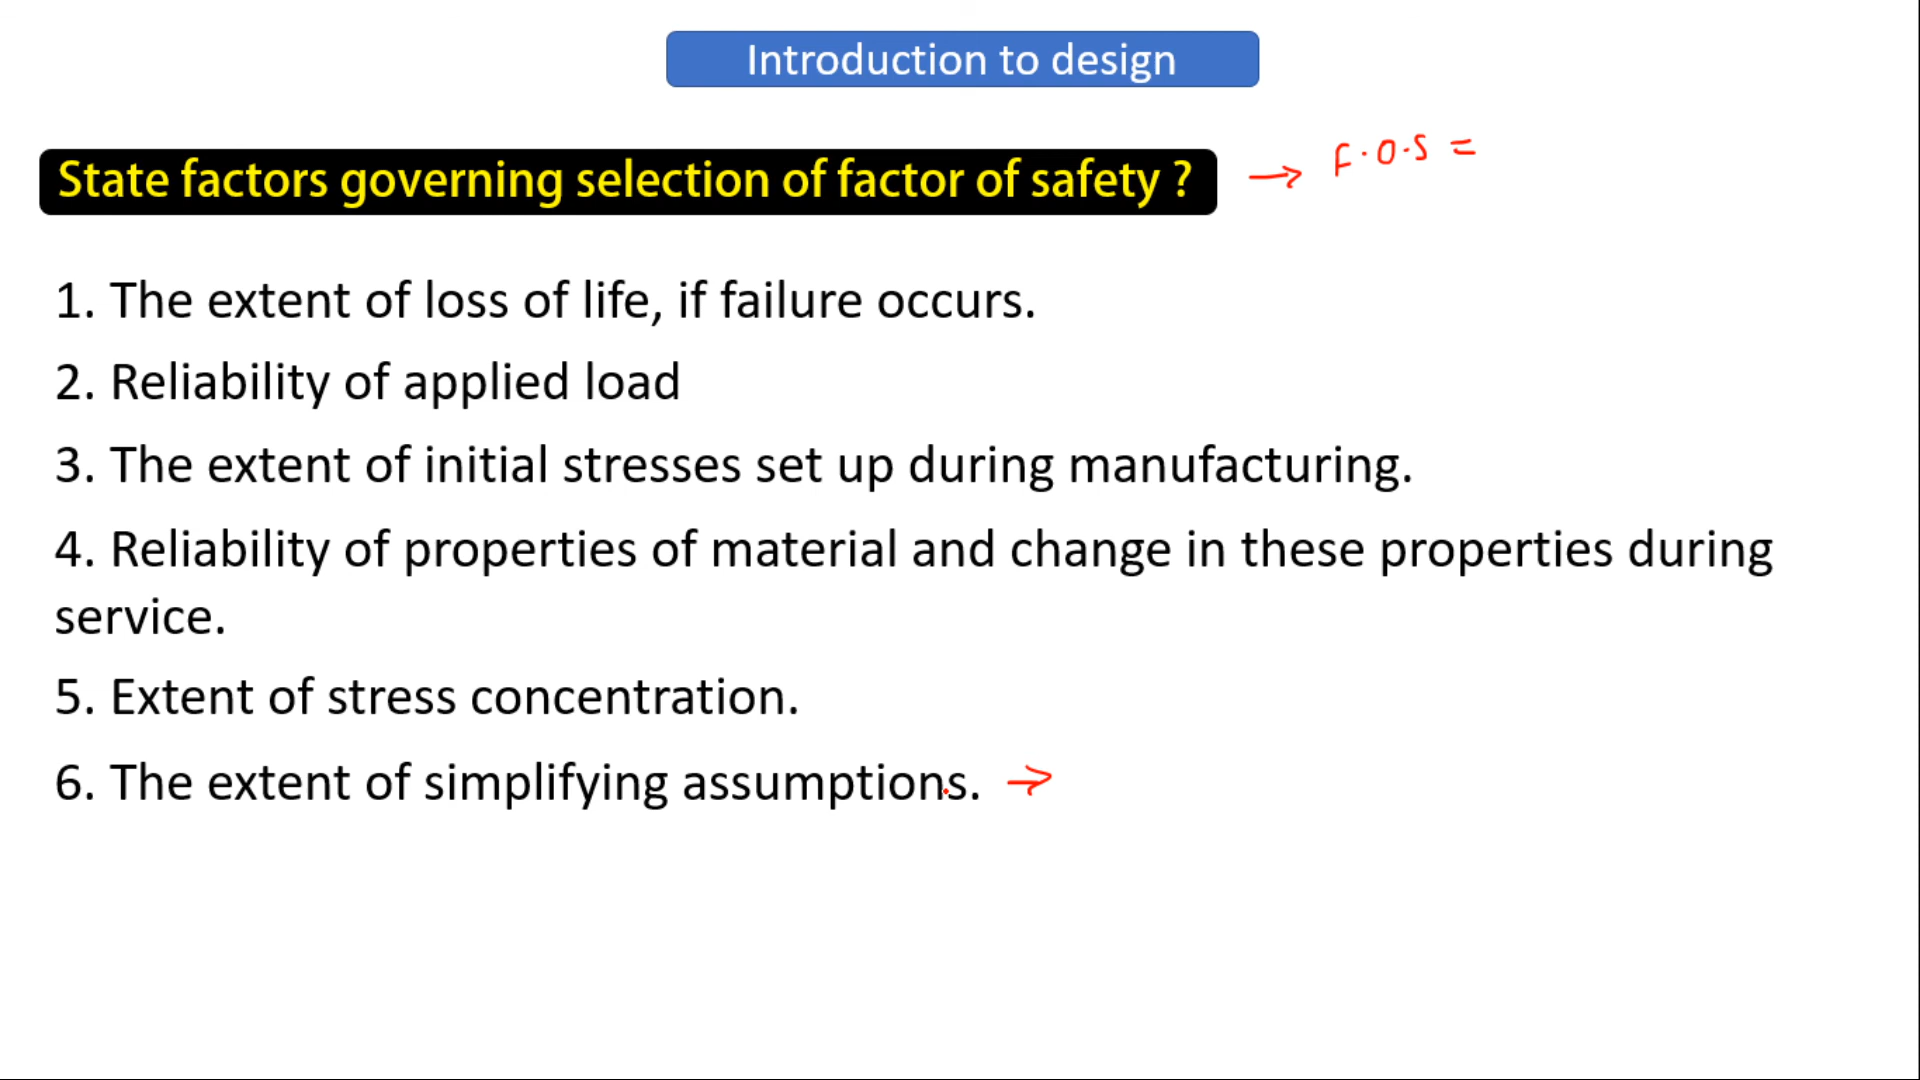 Introduction to design
State factors governing selection of factor of safety ? → F.O.S =
1. The extent of loss of life, if failure occurs.
2. Reliability of applied load
3. The extent of initial stresses set up during manufacturing.
4. Reliability of properties of material and change in these properties during
service.
5. Extent of stress concentration.
6. The extent of simplifying assumptions. →